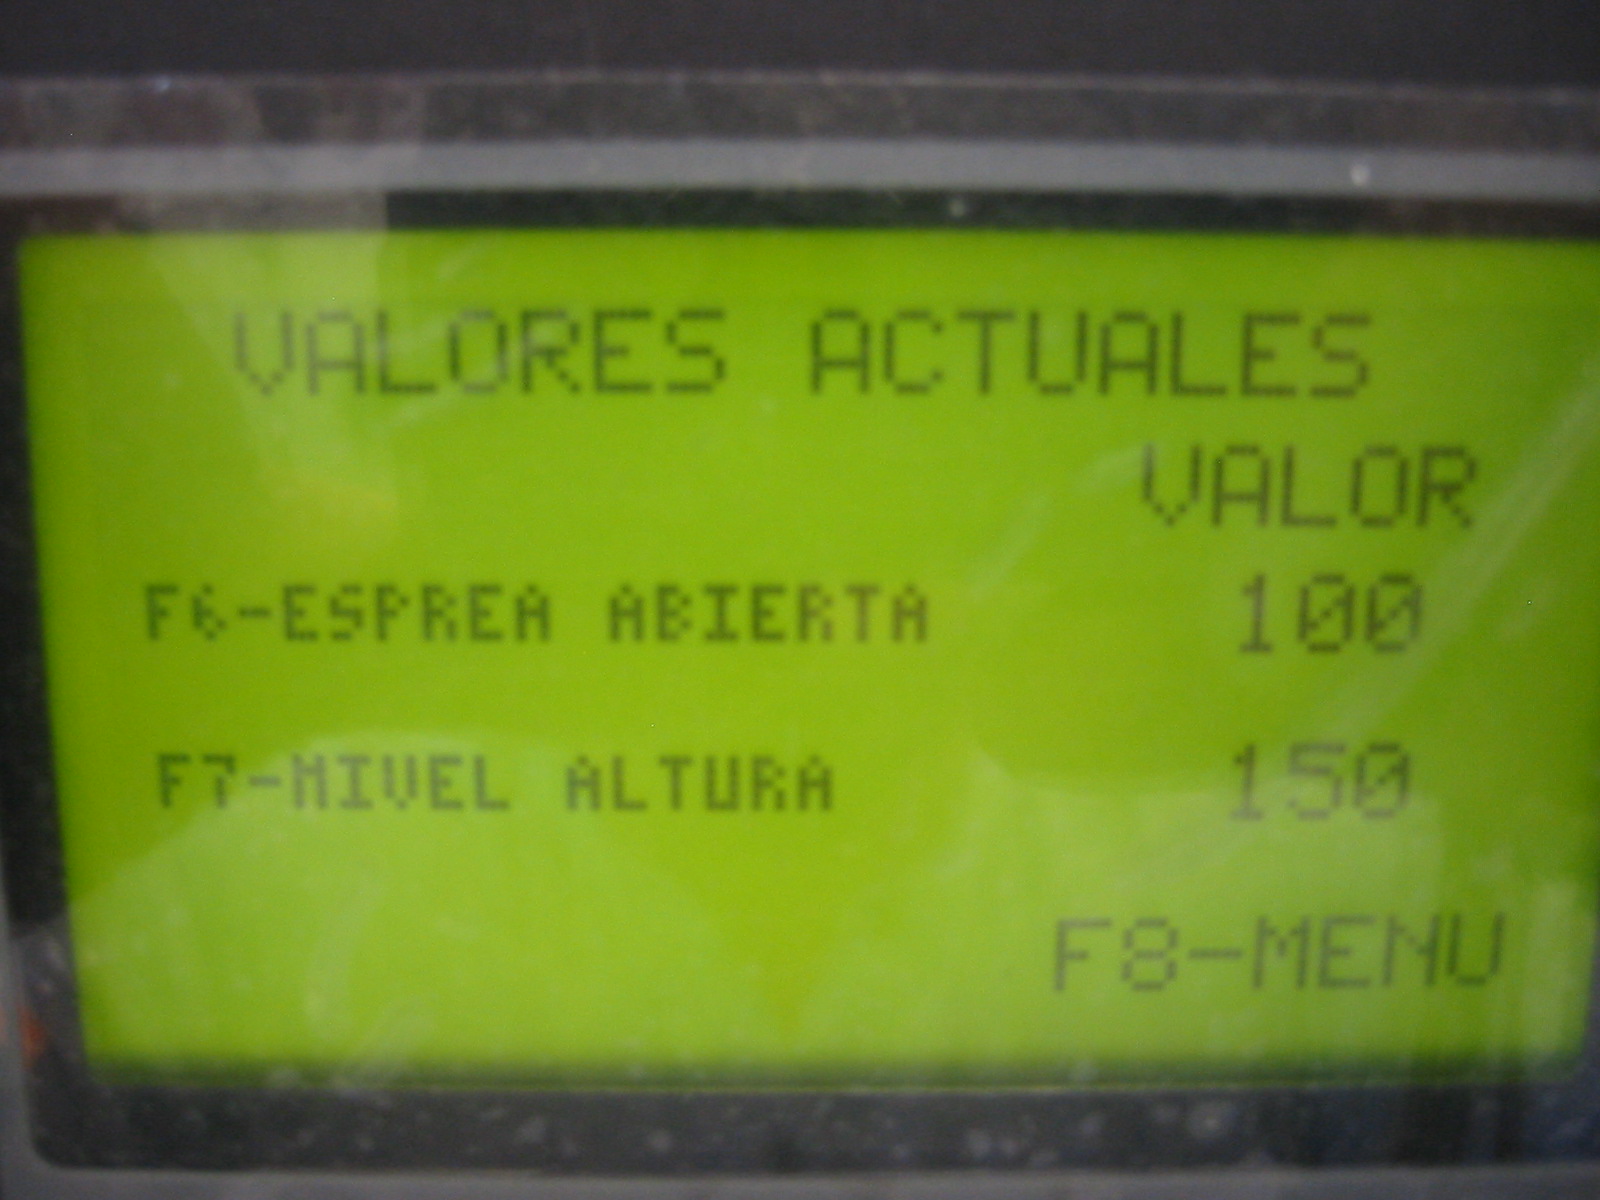 VALORES ACTUALES
VALOR
F6-ESPREA ABIERTA 100
F7-NIVEL ALTURA 150
F8-MENU